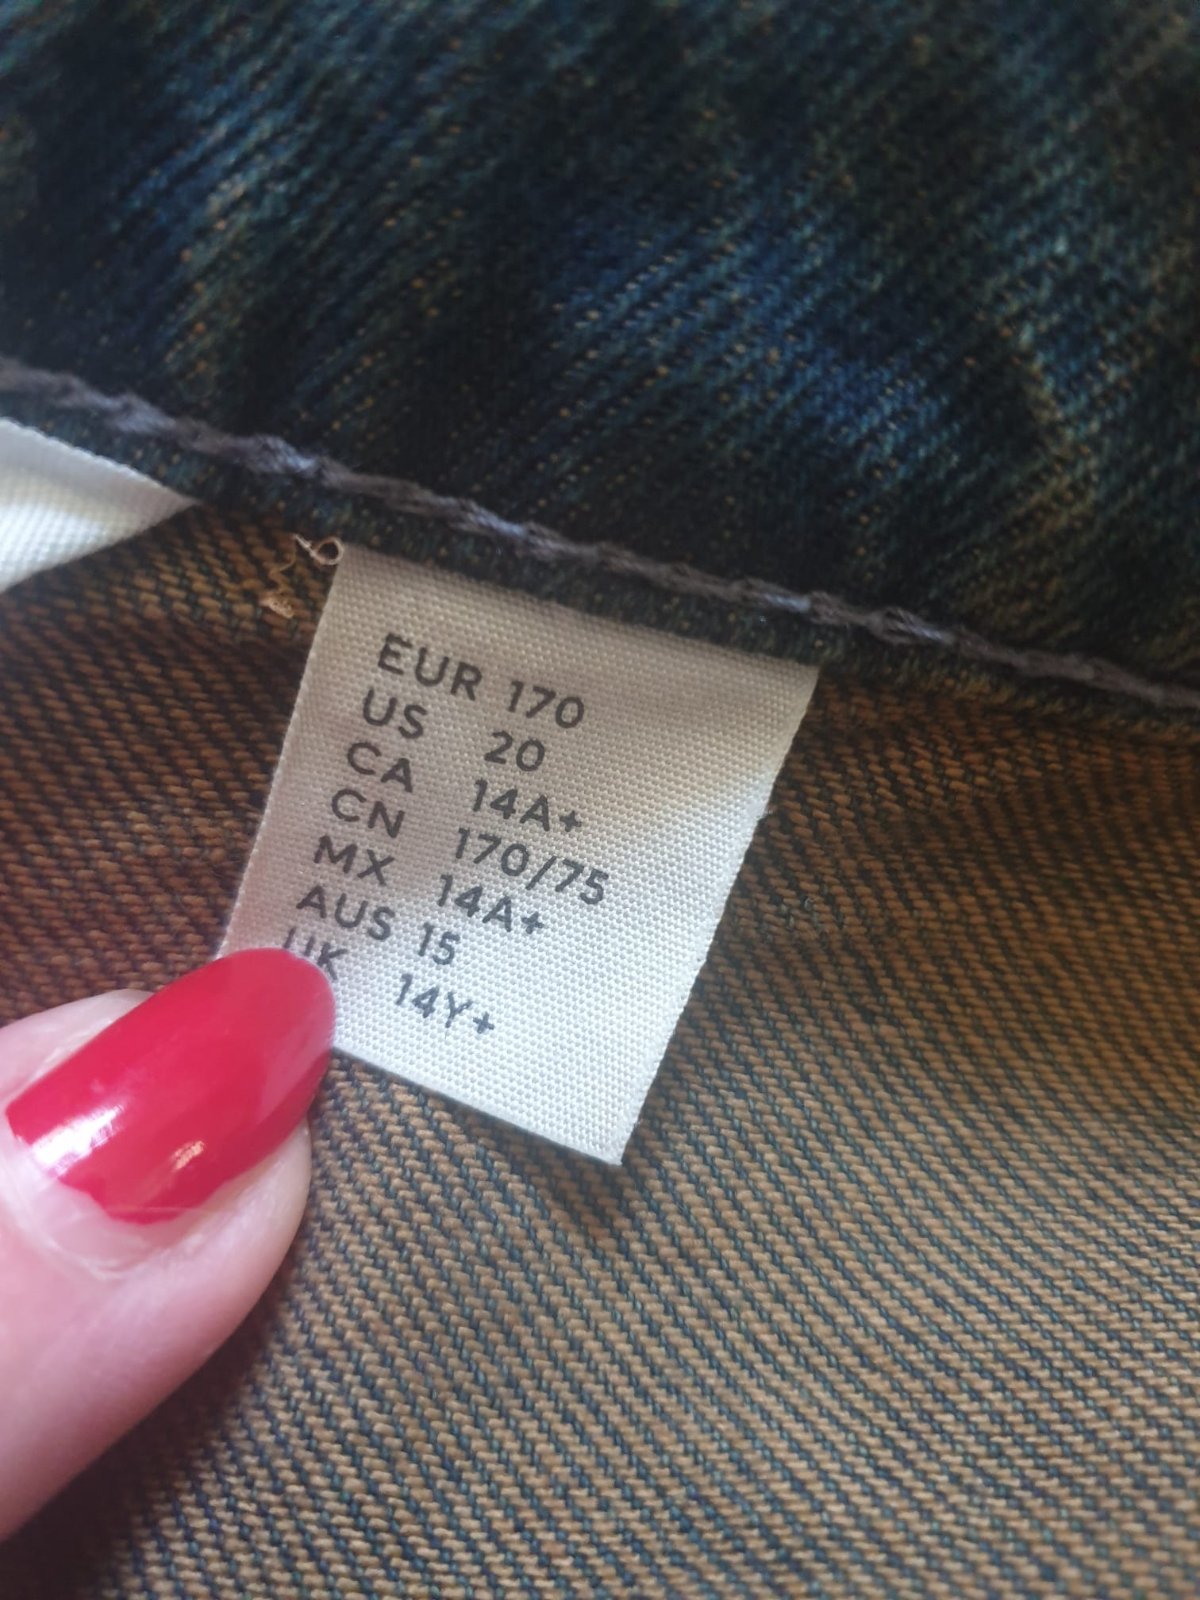 EUR 170
US 20
CA 14A+
CN 170/75
MX 14A+
AUS 15
UK 14Y+